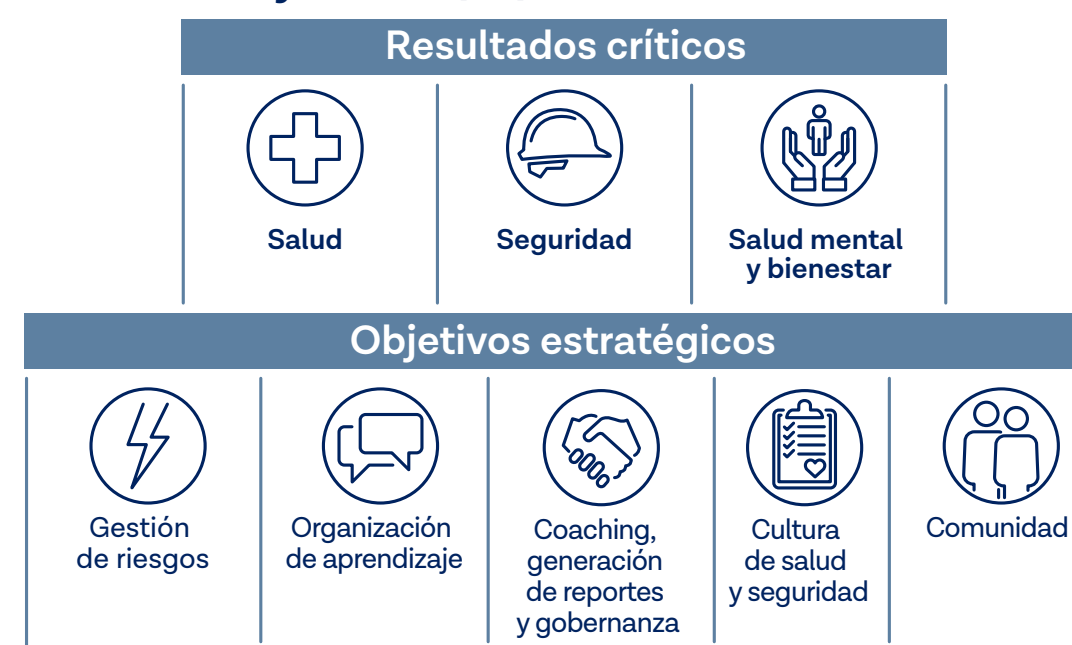 Resultados críticos
Salud
Seguridad
Salud mental
y bienestar
Objetivos estratégicos
Gestión
de riesgos
Organización
de aprendizaje
Coaching,
generación
de reportes
y gobernanza
Cultura
de salud
y seguridad
Comunidad